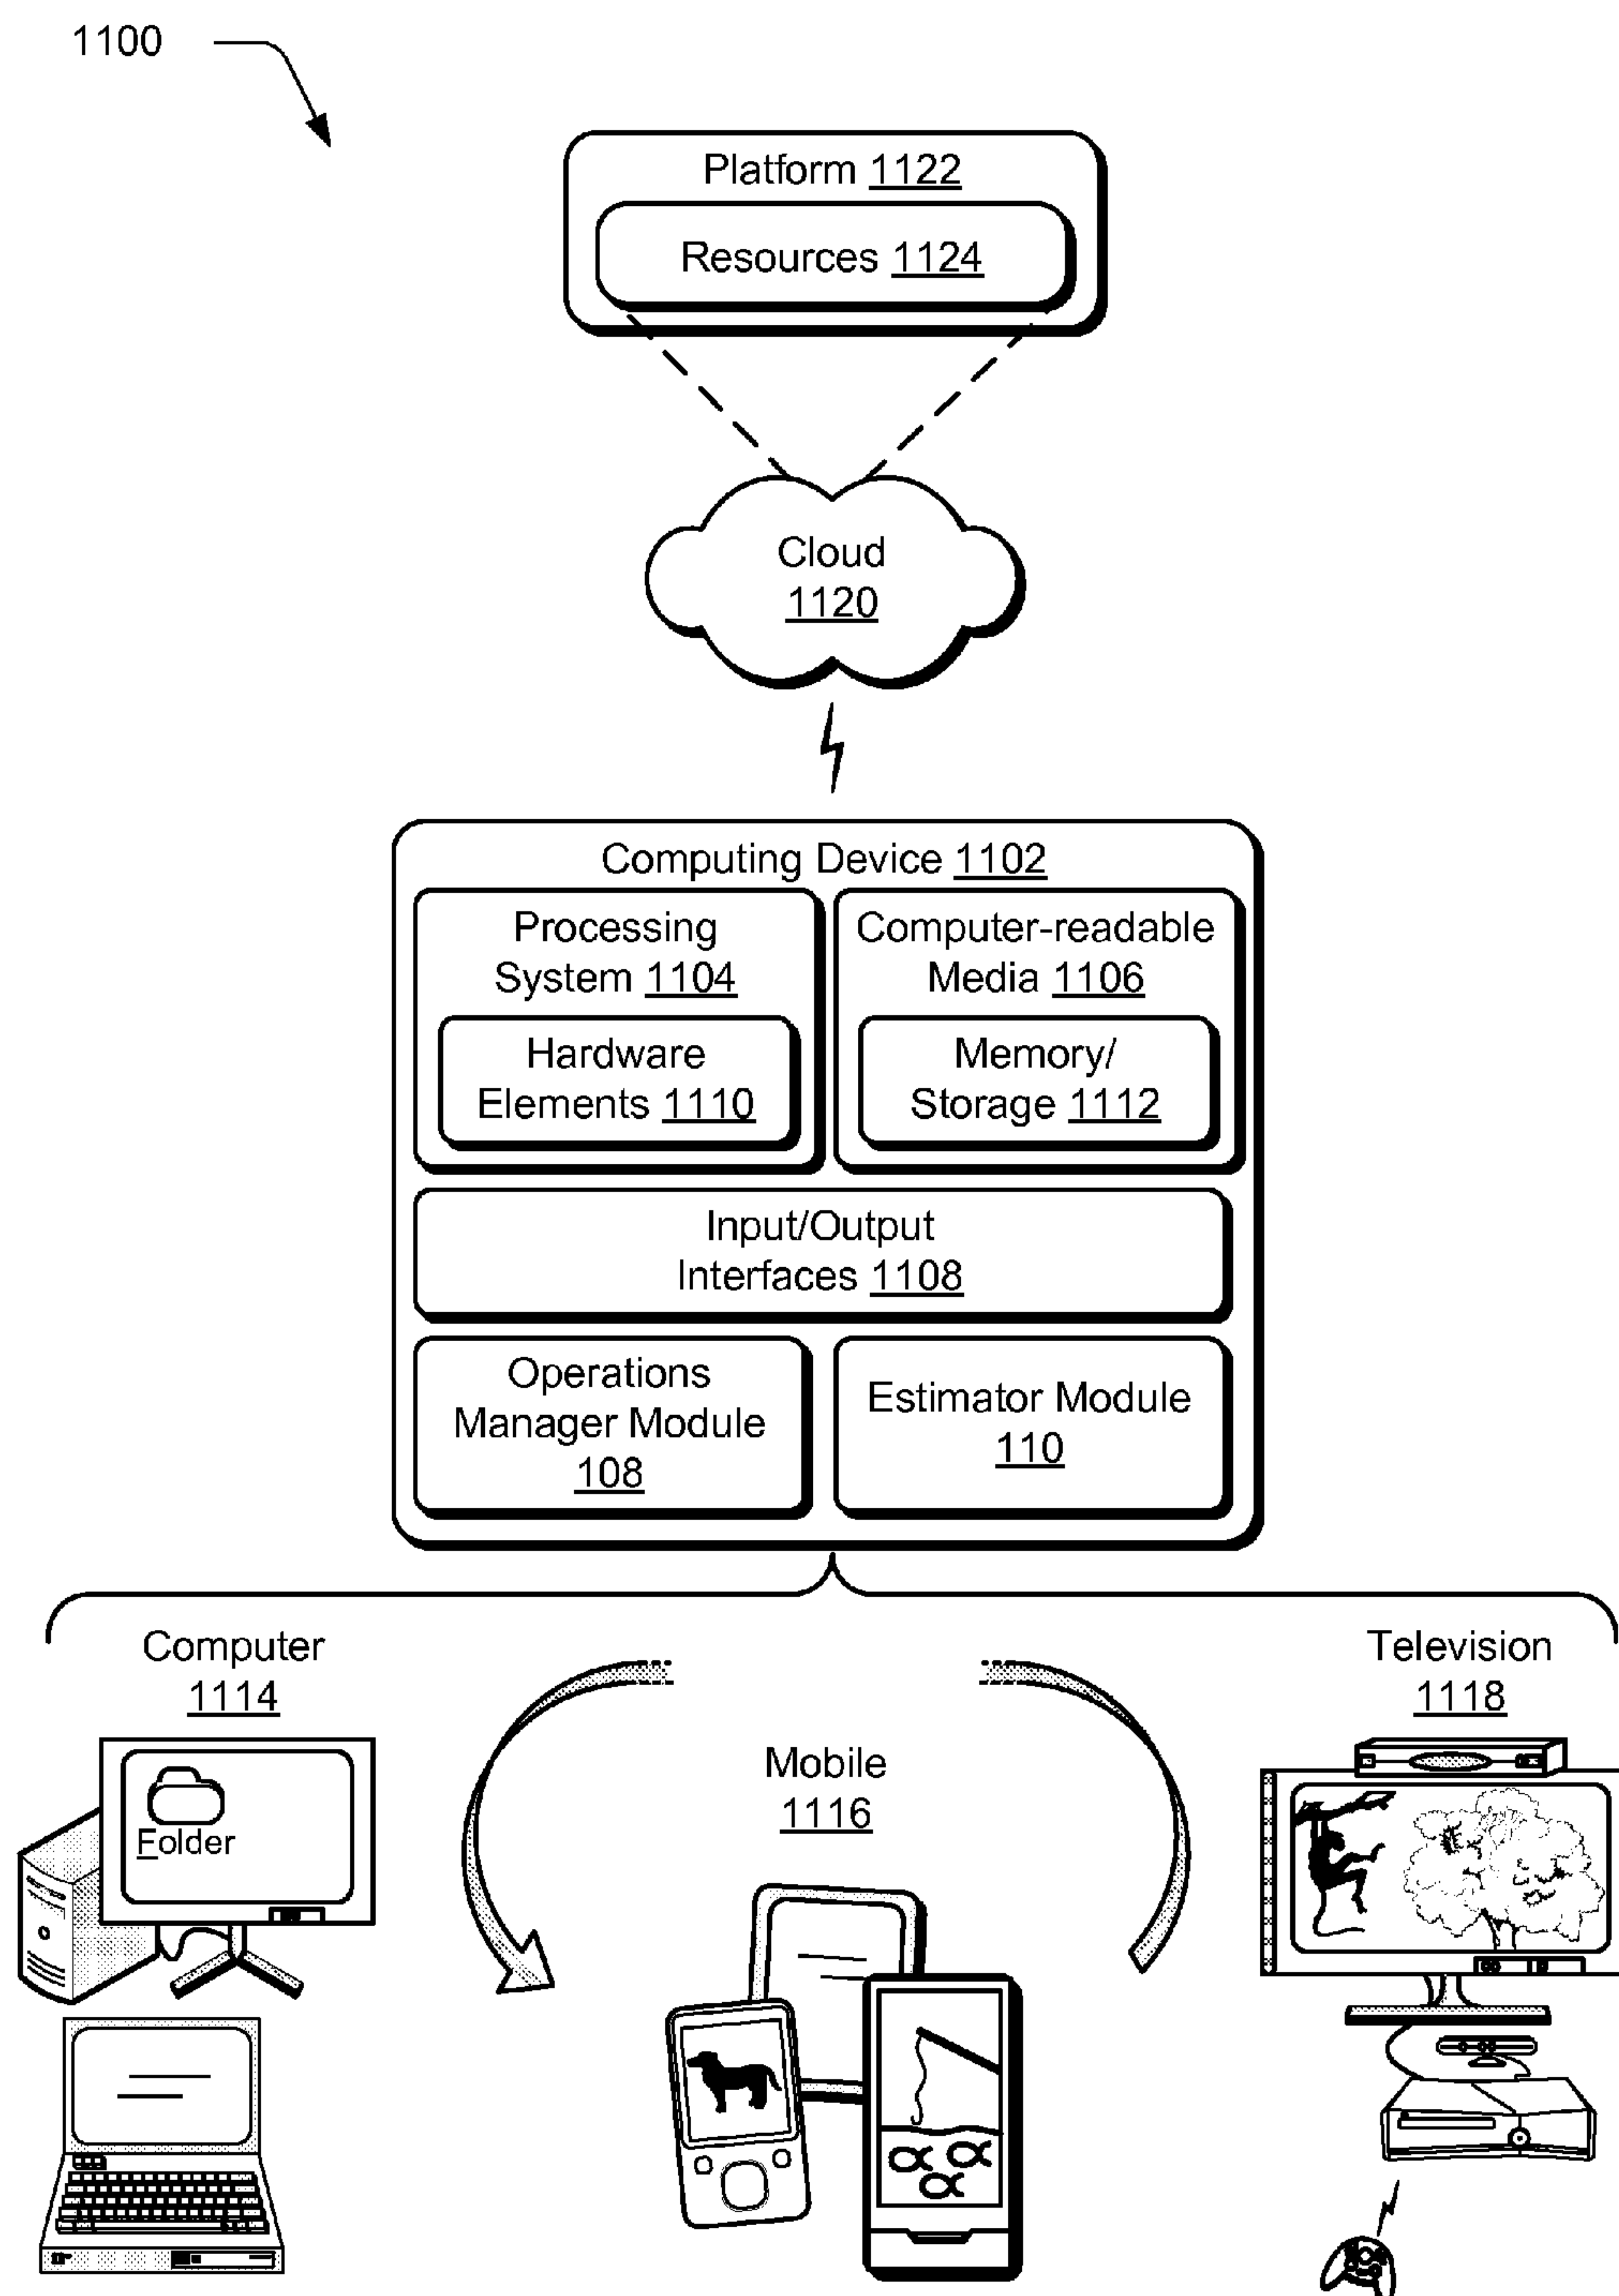 1100
Platform 1122
Resources 1124
Cloud
1120
Computing Device 1102
Processing
System 1104
Hardware
Elements 1110
Computer-readable
Media 1106
Memory/
Storage 1112
Input/Output
Interfaces 1108
Operations
Manager Module
108
Estimator Module
110
Computer
1114
Folder
Mobile
1116
Television
1118